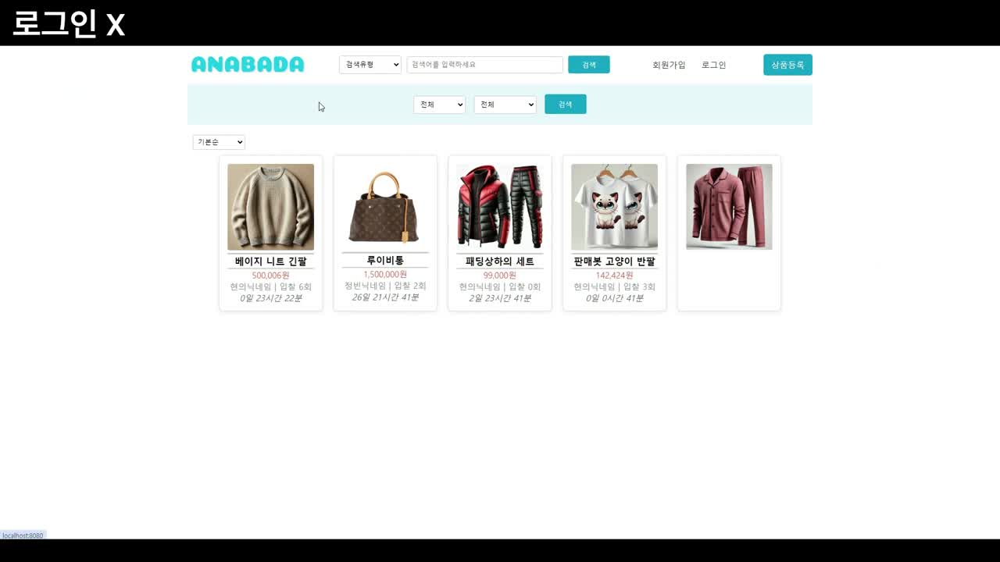 로그인 X
ANABADA 검색유형 검색어를 입력하세요 검색 회원가입 로그인 상품등록
전체 전체 검색
기본순
베이지 니트 긴팔
500,006원
현의닉네임 | 입찰 6회
0일 23시간 22분
루이비통
1,500,000원
정빈닉네임 | 입찰 2회
26일 21시간 41분
패딩상하의 세트
99,000원
현의닉네임 | 입찰 0회
2일 23시간 41분
판매봇 고양이 반팔
142,424원
현의닉네임 | 입찰 3회
0일 0시간 41분
localhost:8080